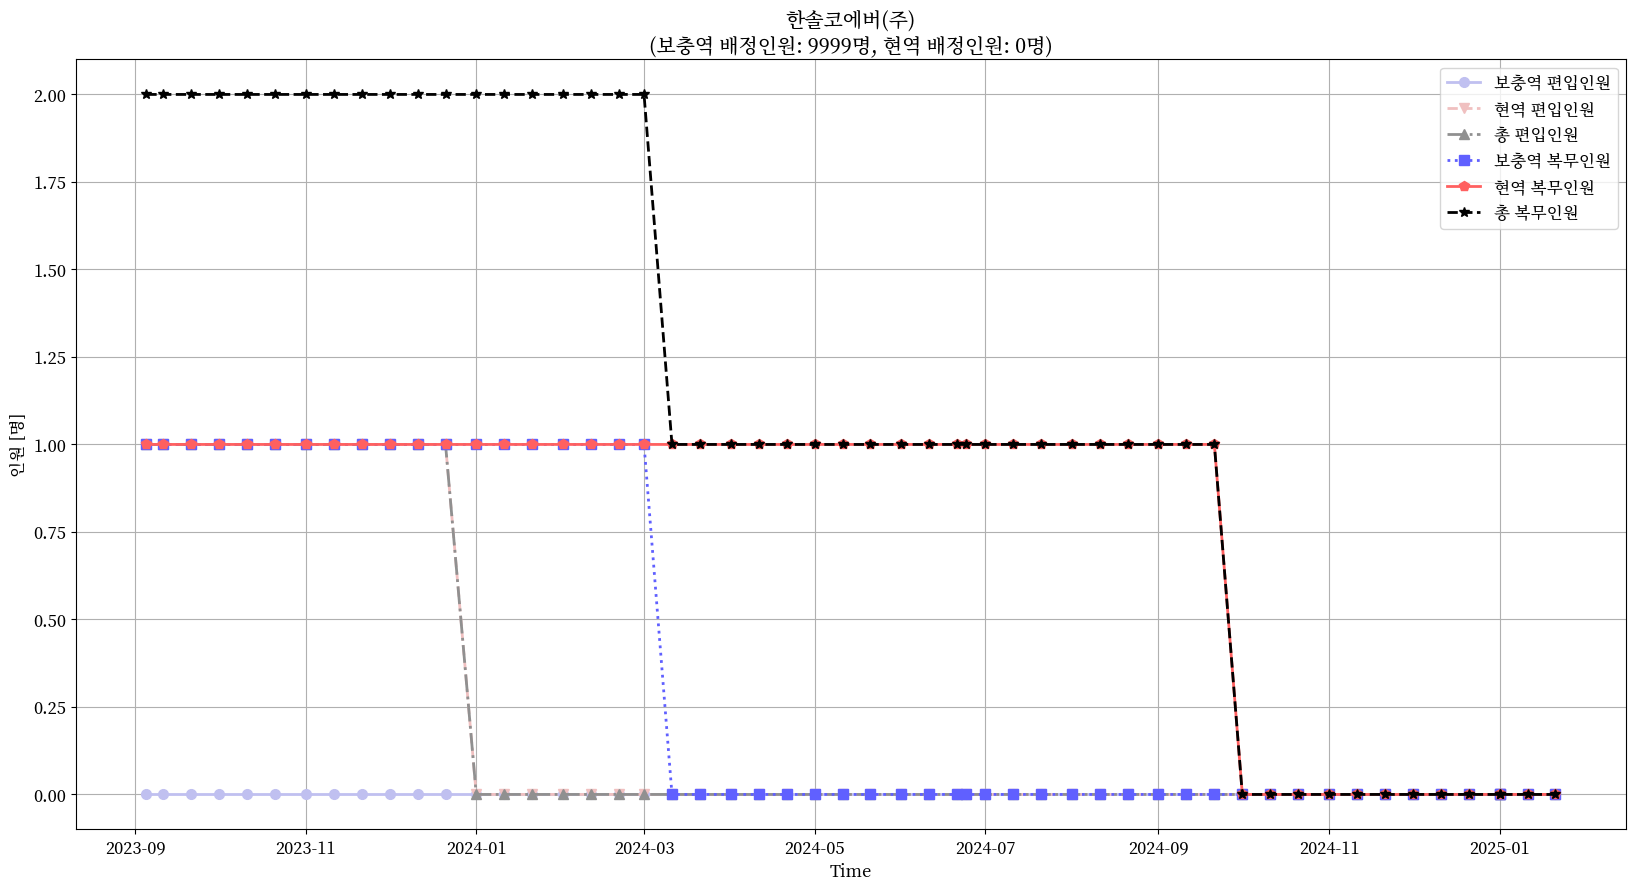 한솔코에버(주)
(보충역 배정인원: 9999명, 현역 배정인원: 0명)
보충역 편입인원
현역 편입인원
총 편입인원
보충역 복무인원
현역 복무인원
총 복무인원
2.00
1.75
1.50
1.25
1.00
0.75
0.50
0.25
0.00
인원 [명]
2023-09 2023-11 2024-01 2024-03 2024-05 2024-07 2024-09 2024-11 2025-01
Time